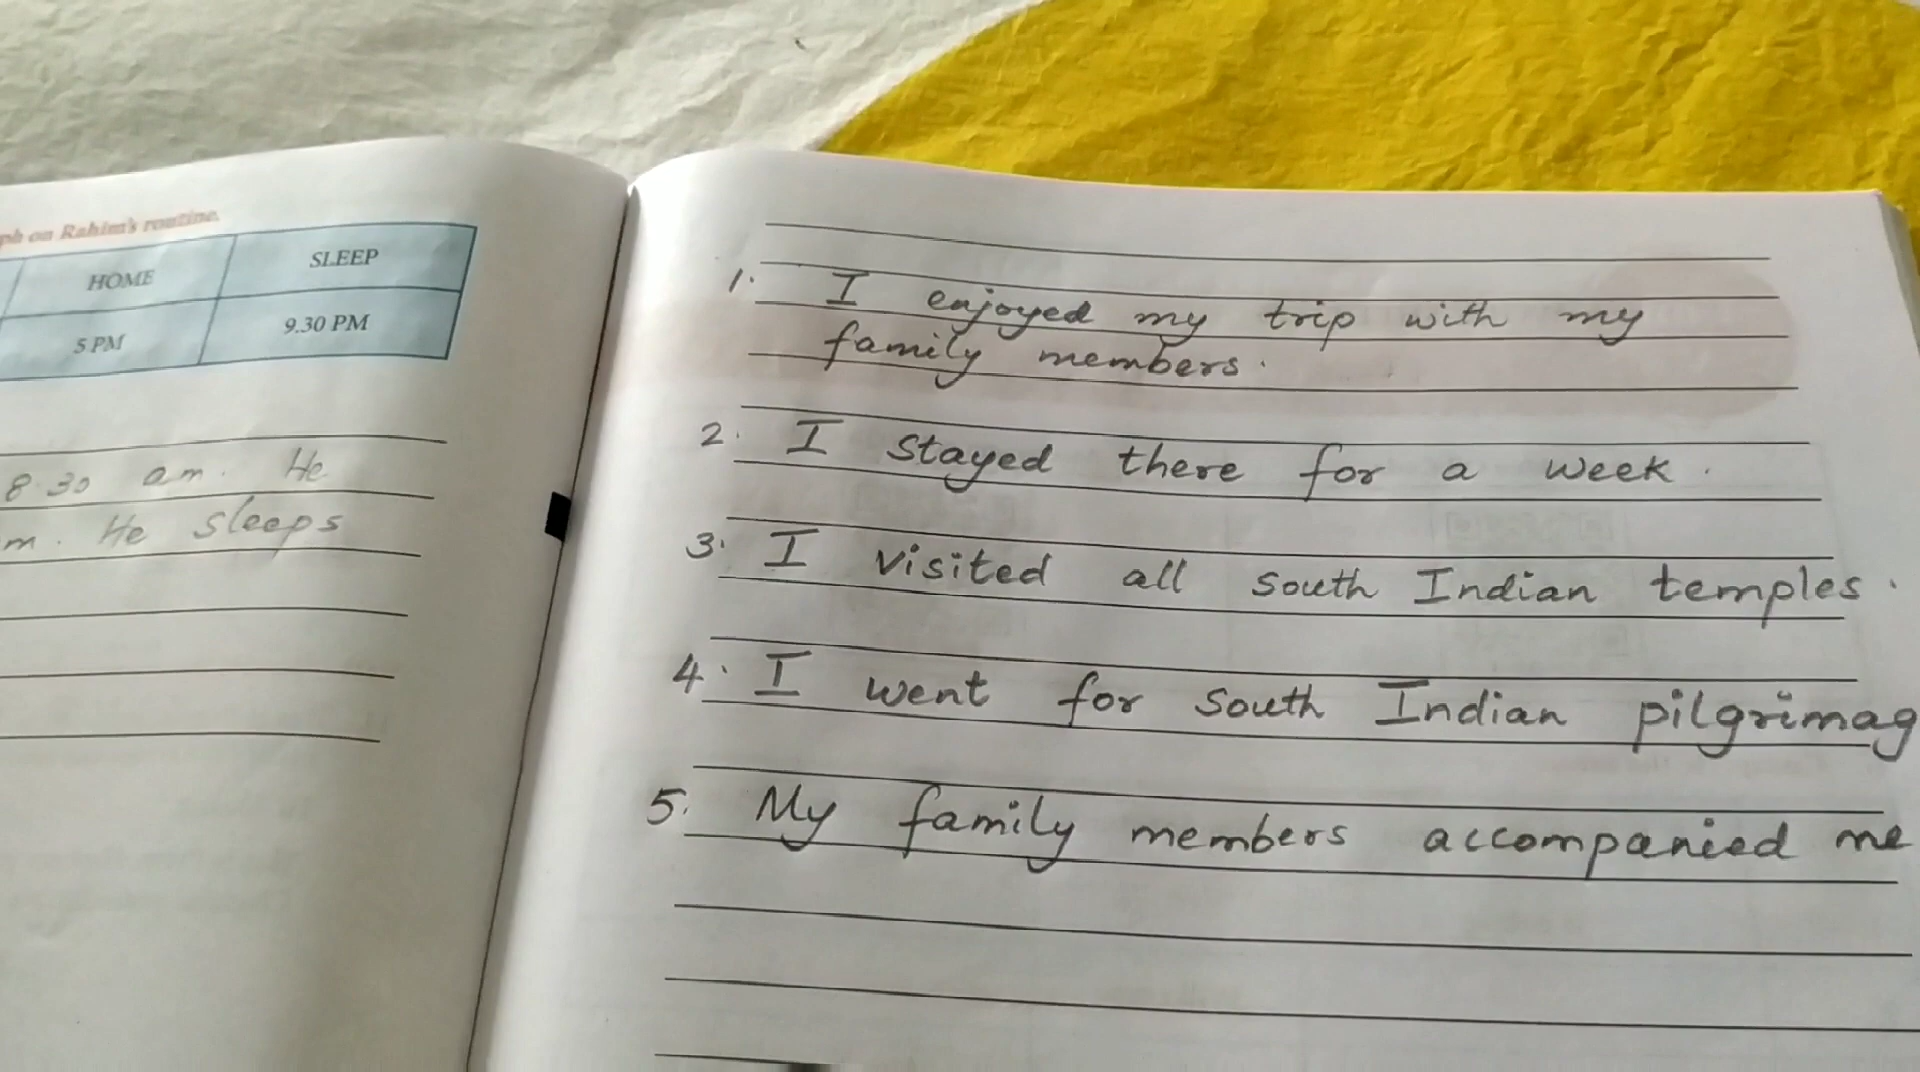 ph on Rahim's routine.
HOME SLEEP
5 PM 9.30 PM
8.30 am. He
m. He sleeps
1. I enjoyed my trip with my
family members.
2. I stayed there for a week.
3. I visited all south Indian temples.
4. I went for south Indian pilgrimag
5. My family members accompanied me